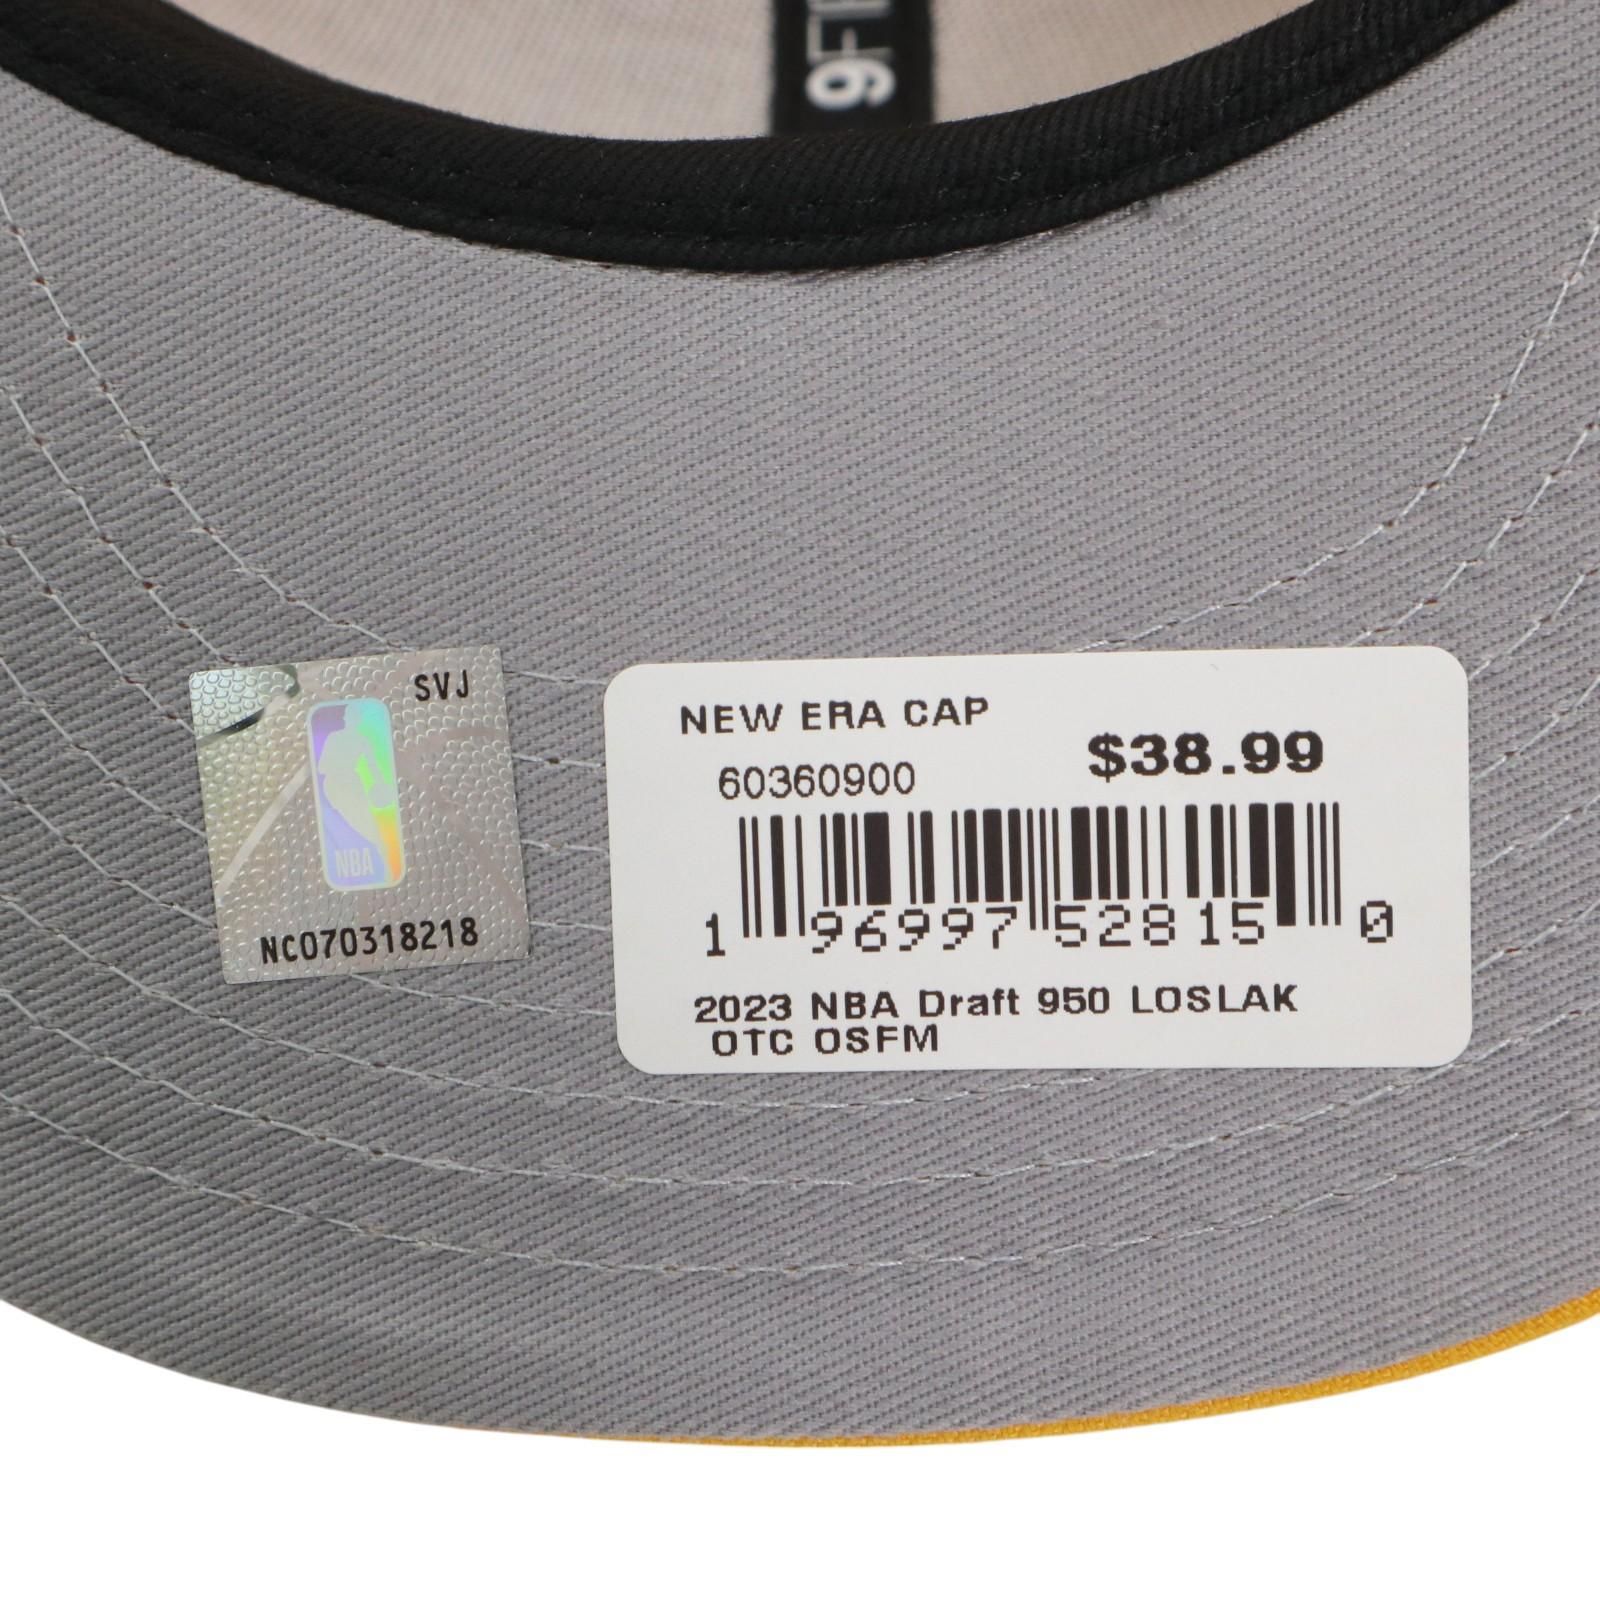 9FI
SVJ
NBA
NC070318218
NEW ERA CAP
60360900
$38.99
1 96997 52815 0
2023 NBA Draft 950 LOSLAK
OTC OSFM